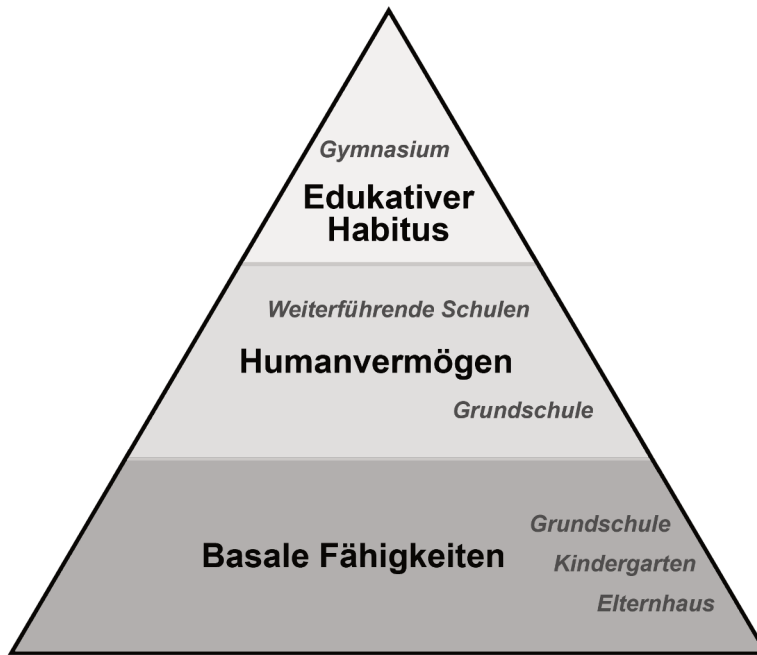 Gymnasium
Edukativer
Habitus
Weiterführende Schulen
Humanvermögen
Grundschule
Grundschule
Basale Fähigkeiten
Kindergarten
Elternhaus